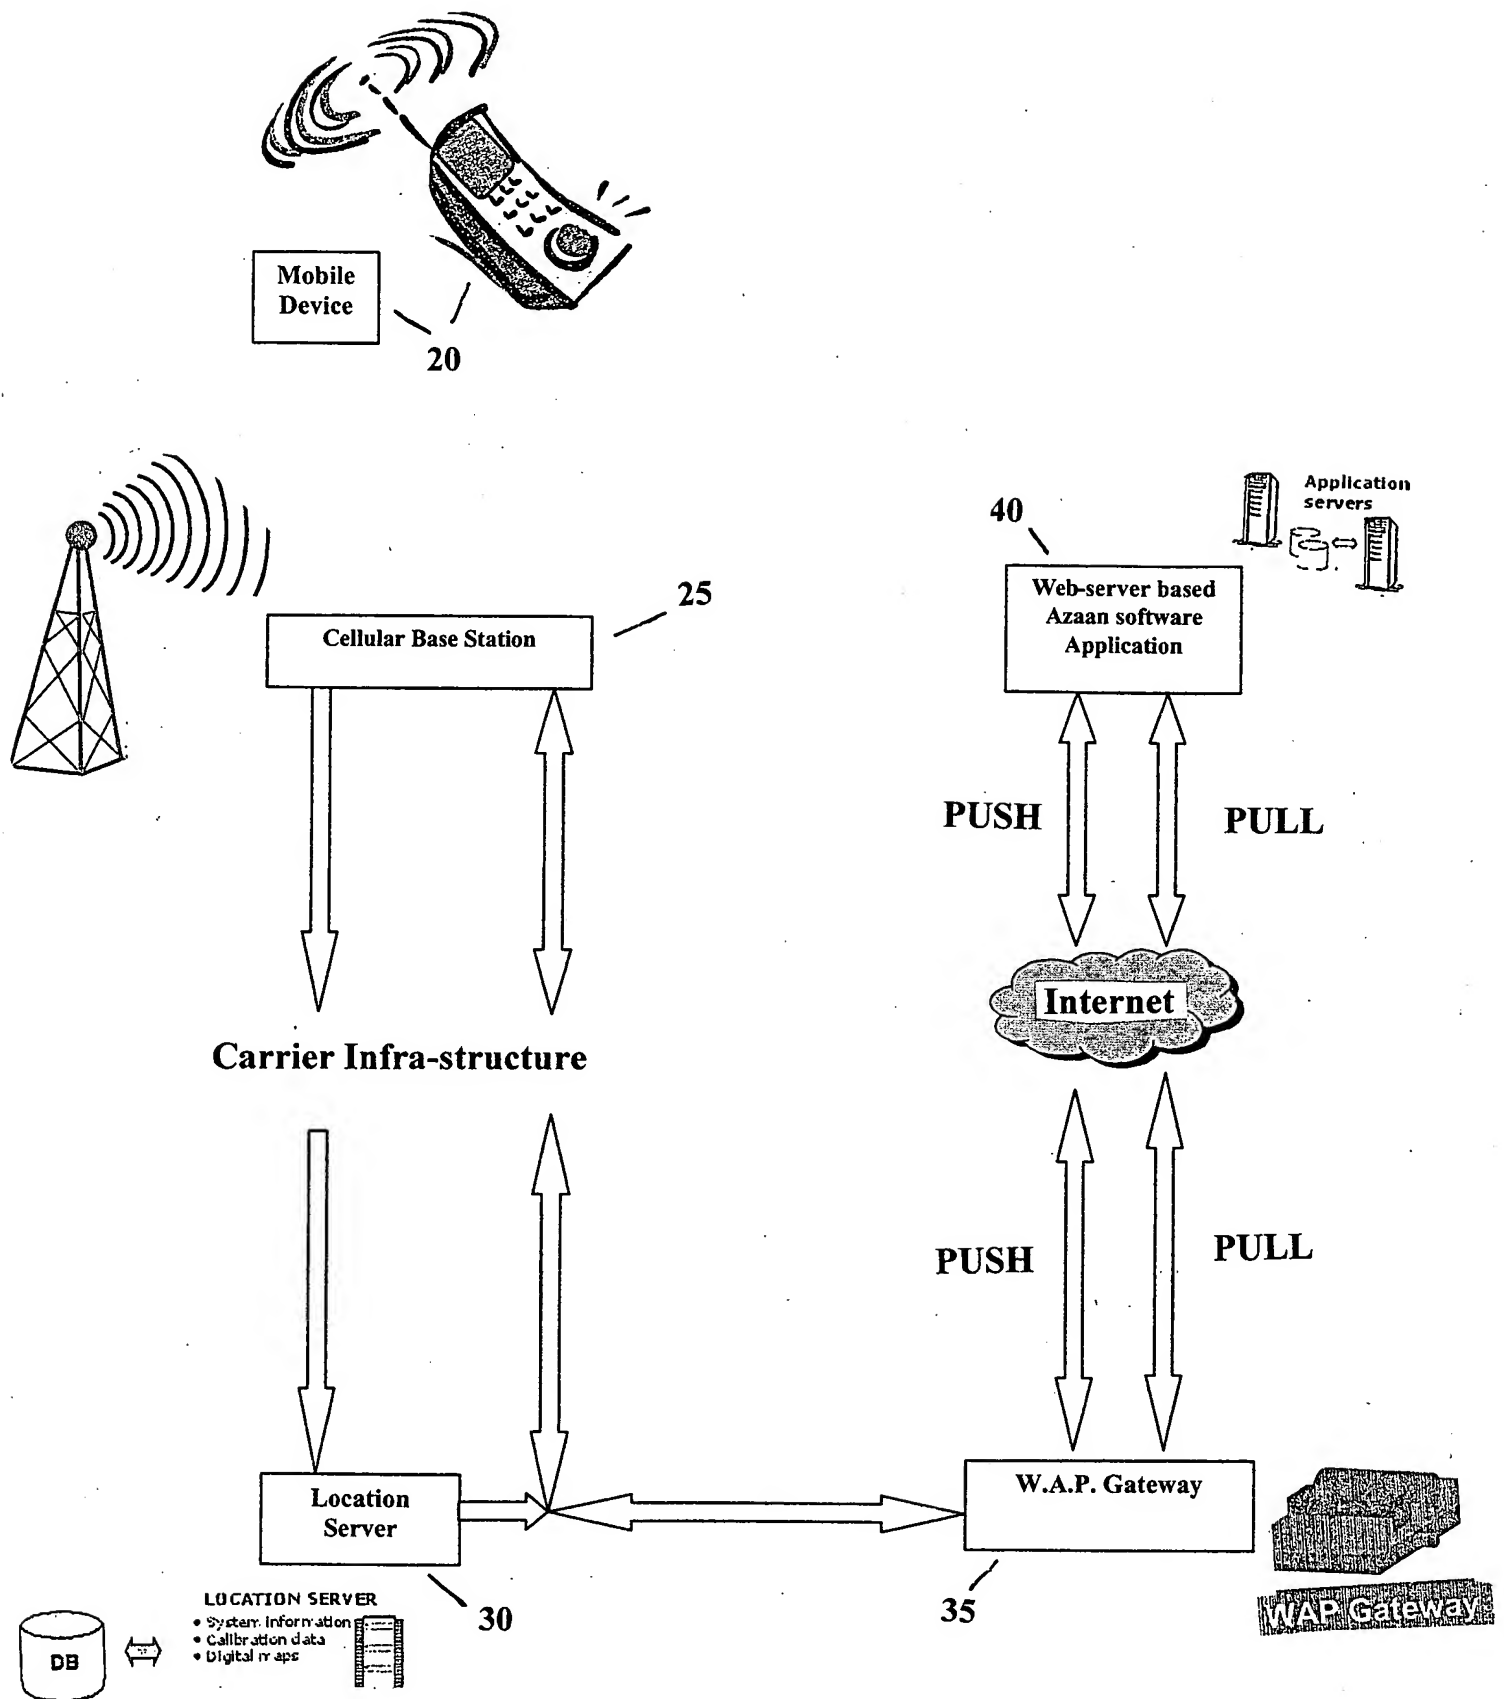 Mobile
Device
20
Application
servers
40
Web-server based
Azaan software
Application
25
Cellular Base Station
PUSH
PULL
Internet
Carrier Infra-structure
PUSH
PULL
Location
Server
W.A.P. Gateway
30
35
LOCATION SERVER
• System information
• Calibration data
• Digital maps
DB
WAP Gateway